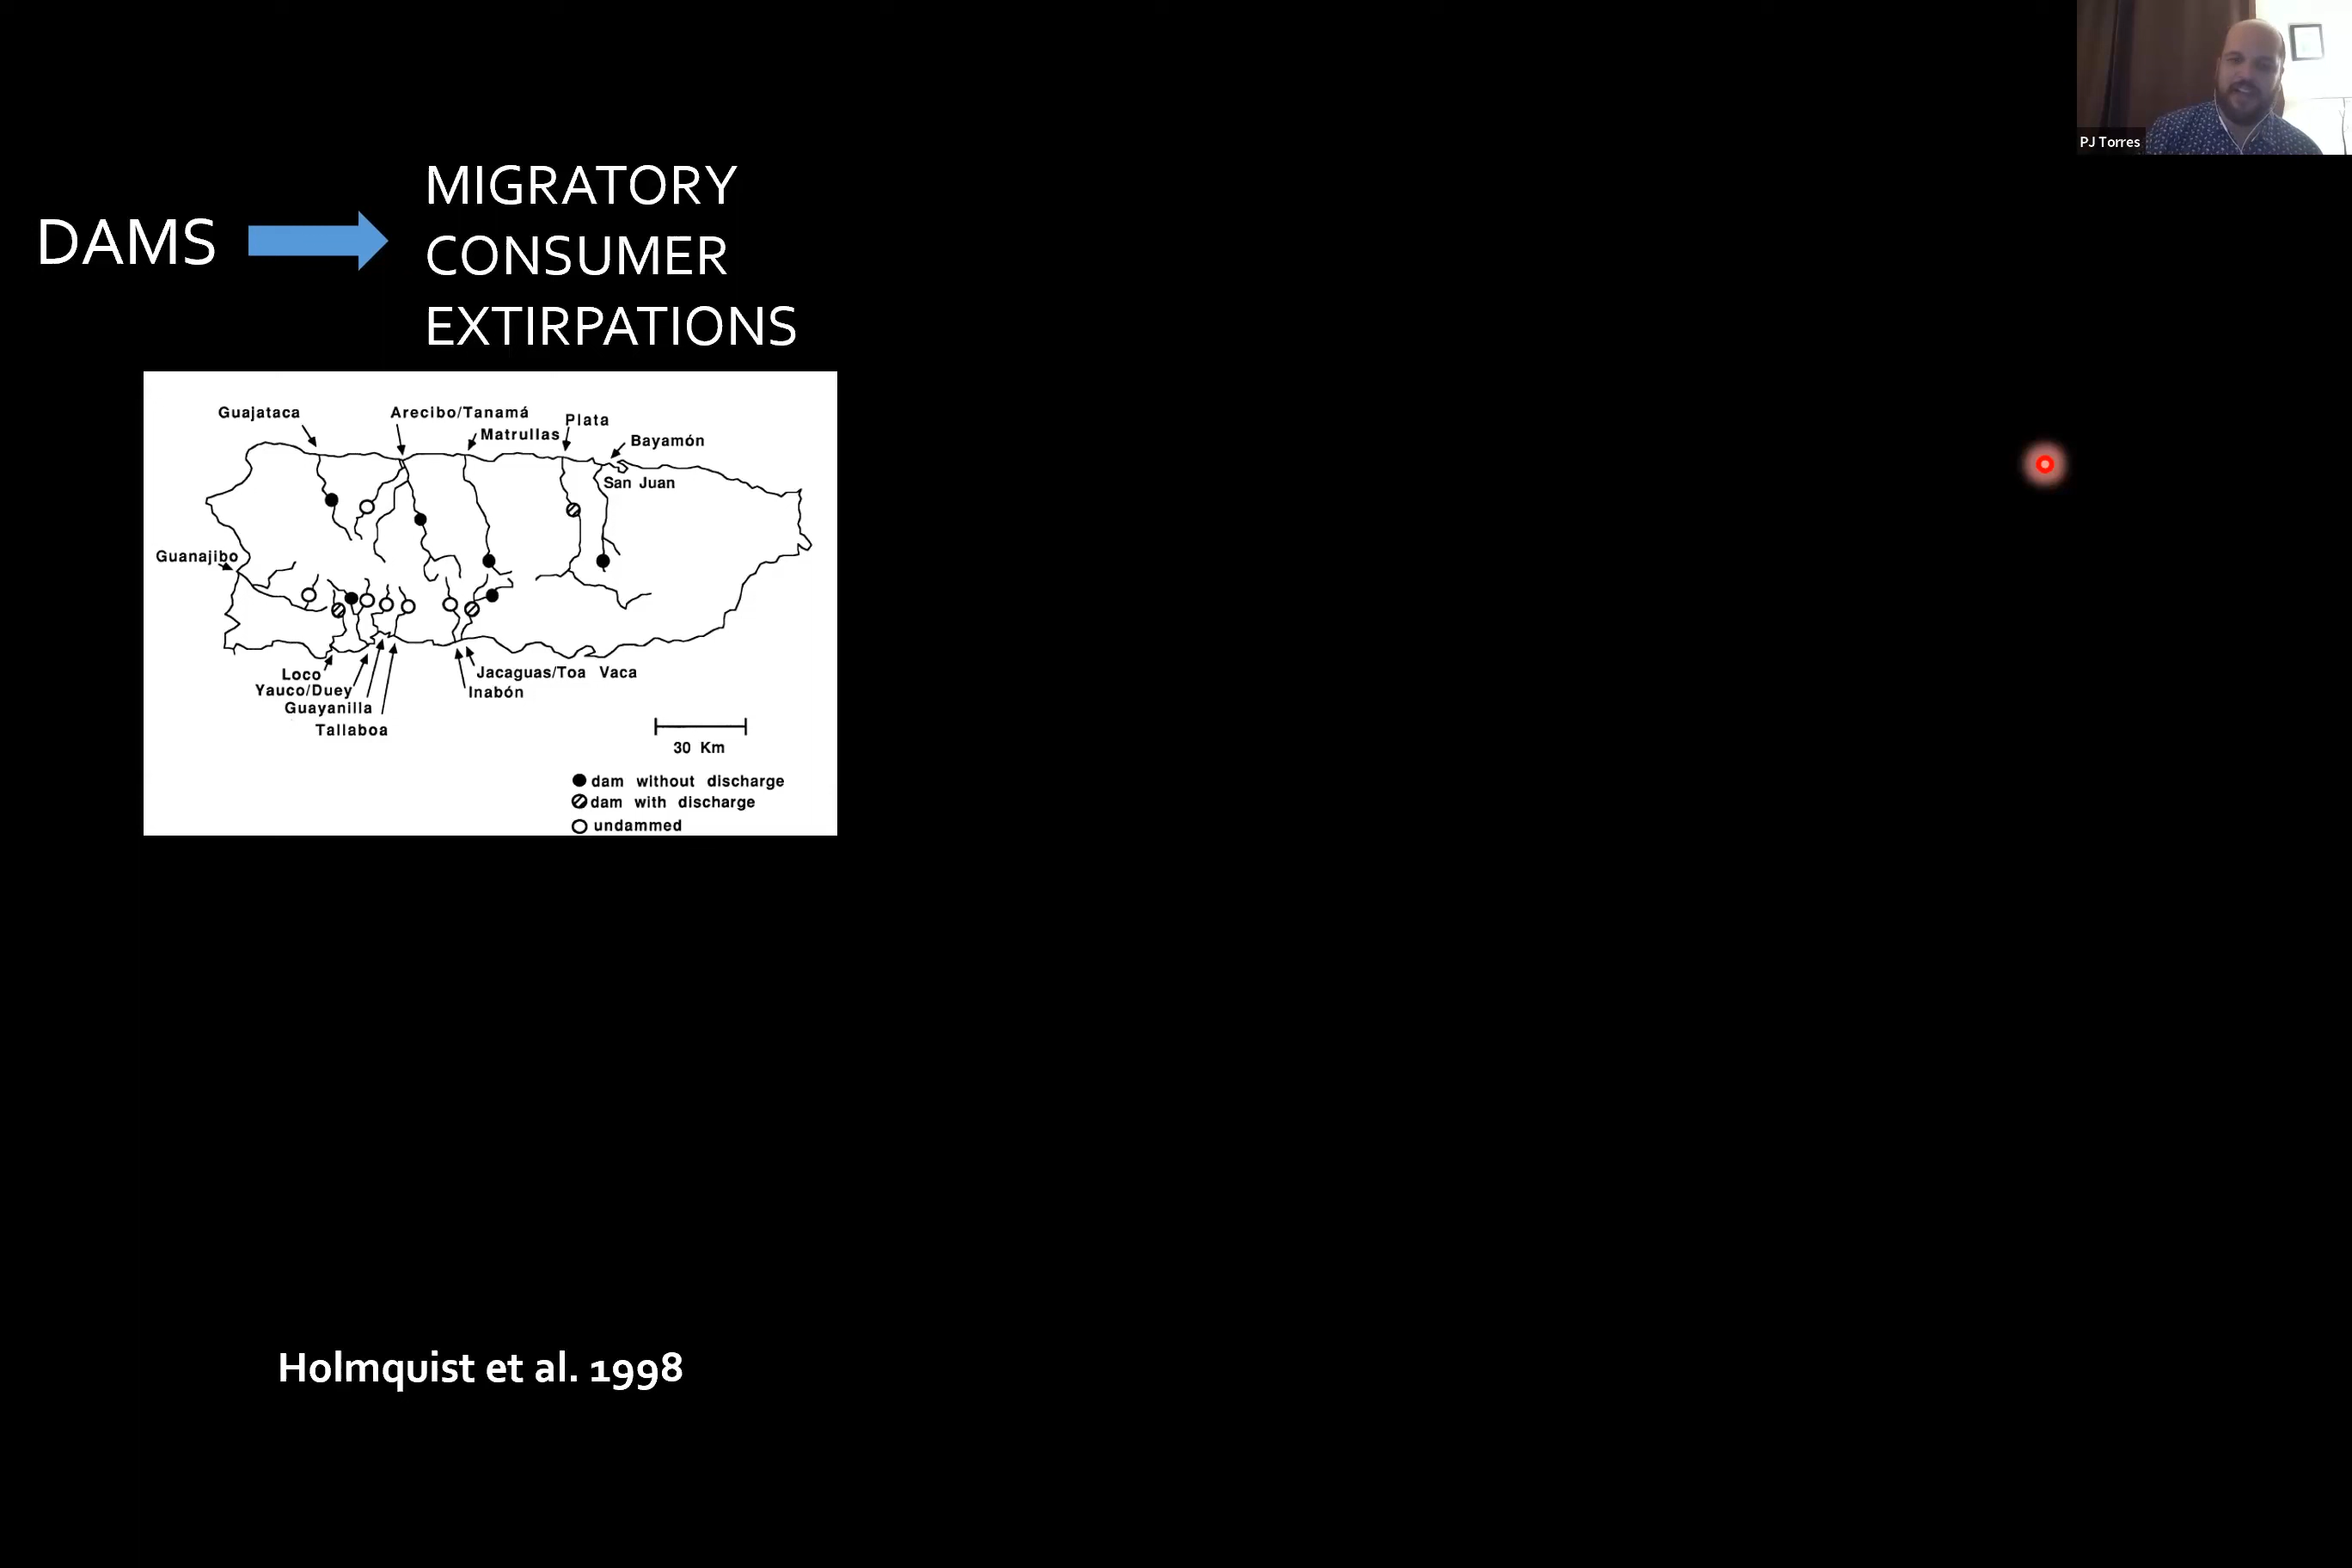 PJ Torres
DAMS
MIGRATORY
CONSUMER
EXTIRPATIONS
Guajataca
Arecibo/Tanamá
Matrullas
Plata
Bayamón
San Juan
Guanajibo
Loco
Yauco/Duey
Guayanilla
Tallaboa
Jacaguas/Toa Vaca
Inabón
30 Km
dam without discharge
dam with discharge
undammed
Holmquist et al. 1998